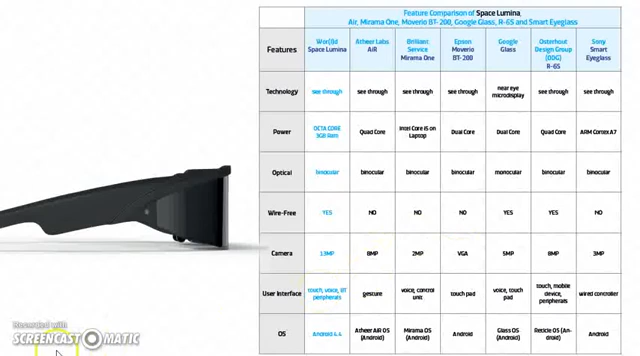 Feature Comparison of Space Lumina,
Air, Mirama One, Moverio BT- 200, Google Glass, R-6S and Smart Eyeglass
Features
Wor(l)d
Space Lumina
Atheer Labs
AiR
Brilliant
Service
Mirama One
Epson
Moverio
BT-200
Google
Glass
Osterhout
Design Group
(ODG)
R-6S
Sony
Smart
Eyeglass
Technology
see through
see through
see through
see through
near eye
microdisplay
see through
see through
Power
OCTA CORE
3GB Ram
Quad Core
Intel Core i5 on
Laptop
Dual Core
Dual Core
Quad Core
ARM Cortex A7
Optical
binocular
binocular
binocular
binocular
monocular
binocular
binocular
Wire-Free
YES
NO
NO
NO
YES
YES
NO
Camera
13MP
8MP
2MP
VGA
5MP
8MP
3MP
User Interface
touch, voice, BT
peripherals
gesture
voice, control
unit
touch pad
voice, touch
pad
touch, mobile
device,
peripherals
wired controller
OS
Android 4.4
Atheer AiR OS
(Android)
Mirama OS
(Android)
Android
Glass OS
(Android)
Reticle OS (An-
droid)
Android
Recorded with
SCREENCAST-O-MATIC